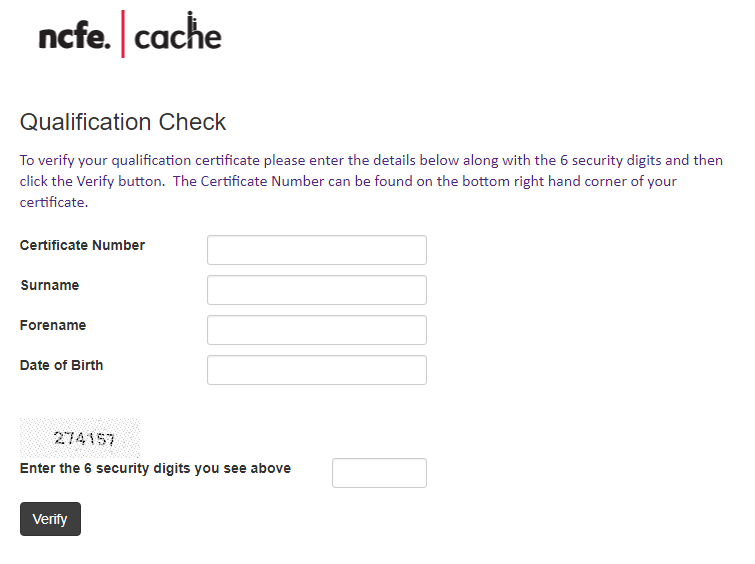 ncfe. cache
Qualification Check
To verify your qualification certificate please enter the details below along with the 6 security digits and then
click the Verify button.  The Certificate Number can be found on the bottom right hand corner of your
certificate.
Certificate Number
Surname
Forename
Date of Birth
274157
Enter the 6 security digits you see above
Verify